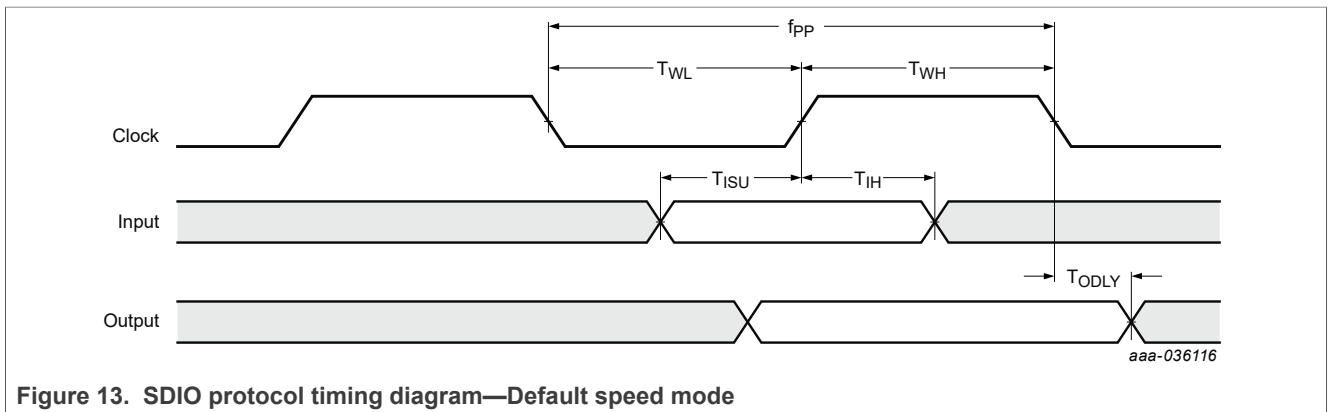 fPP
TWL
TWH
Clock
TISU
TIH
Input
TODLY
Output
aaa-036116
Figure 13. SDIO protocol timing diagram—Default speed mode